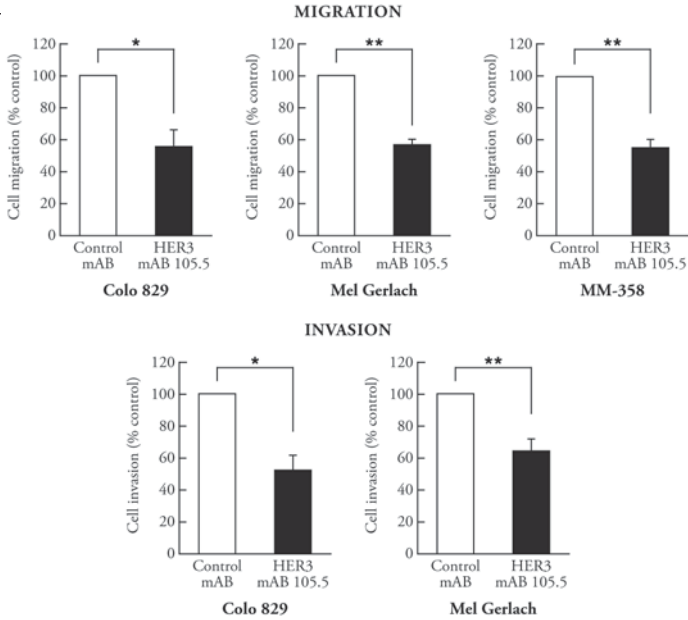 MIGRATION
Cell migration (% control)
120
100
80
60
40
20
0
*
Control
mAB
HER3
mAB 105.5
Colo 829
Cell migration (% control)
120
100
80
60
40
20
0
**
Control
mAB
HER3
mAB 105.5
Mel Gerlach
Cell migration (% control)
120
100
80
60
40
20
0
**
Control
mAB
HER3
mAB 105.5
MM-358
INVASION
Cell invasion (% control)
120
100
80
60
40
20
0
*
Control
mAB
HER3
mAB 105.5
Colo 829
Cell invasion (% control)
120
100
80
60
40
20
0
**
Control
mAB
HER3
mAB 105.5
Mel Gerlach